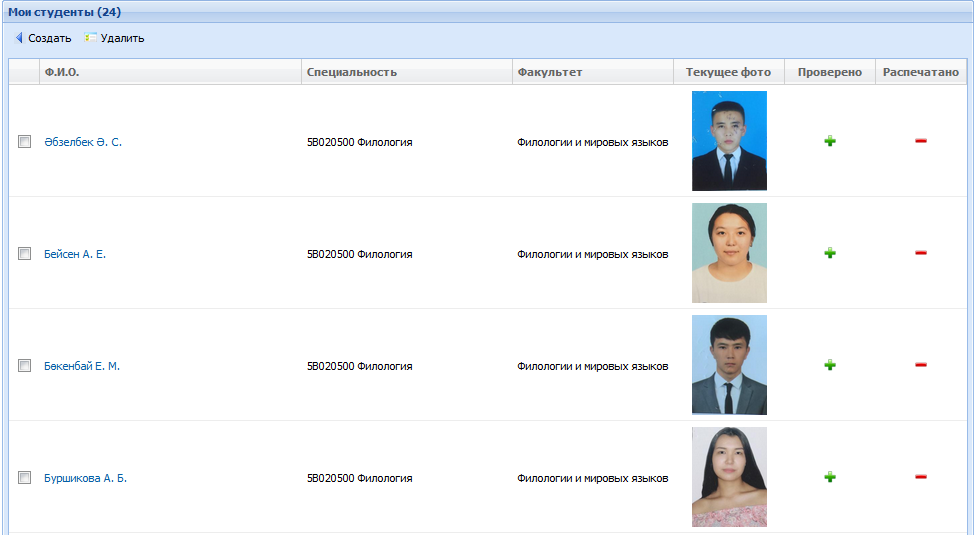 Мои студенты (24)
Создать Удалить
Ф.И.О. Специальность Факультет Текущее фото Проверено Распечатано
Әбзелбек Ә. С. 5В020500 Филология Филологии и мировых языков
Бейсен А. Е. 5В020500 Филология Филологии и мировых языков
Бөкенбай Е. М. 5В020500 Филология Филологии и мировых языков
Буршикова А. Б. 5В020500 Филология Филологии и мировых языков